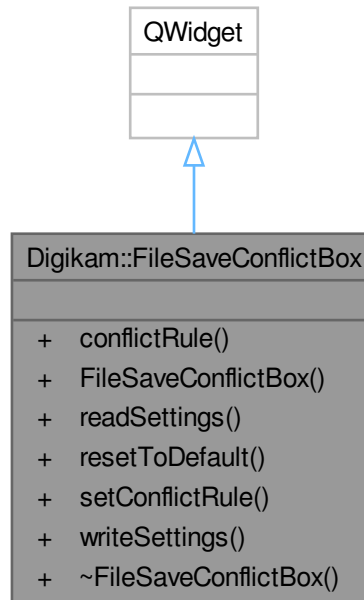 QWidget
Digikam::FileSaveConflictBox
+ conflictRule()
+ FileSaveConflictBox()
+ readSettings()
+ resetToDefault()
+ setConflictRule()
+ writeSettings()
+ ~FileSaveConflictBox()